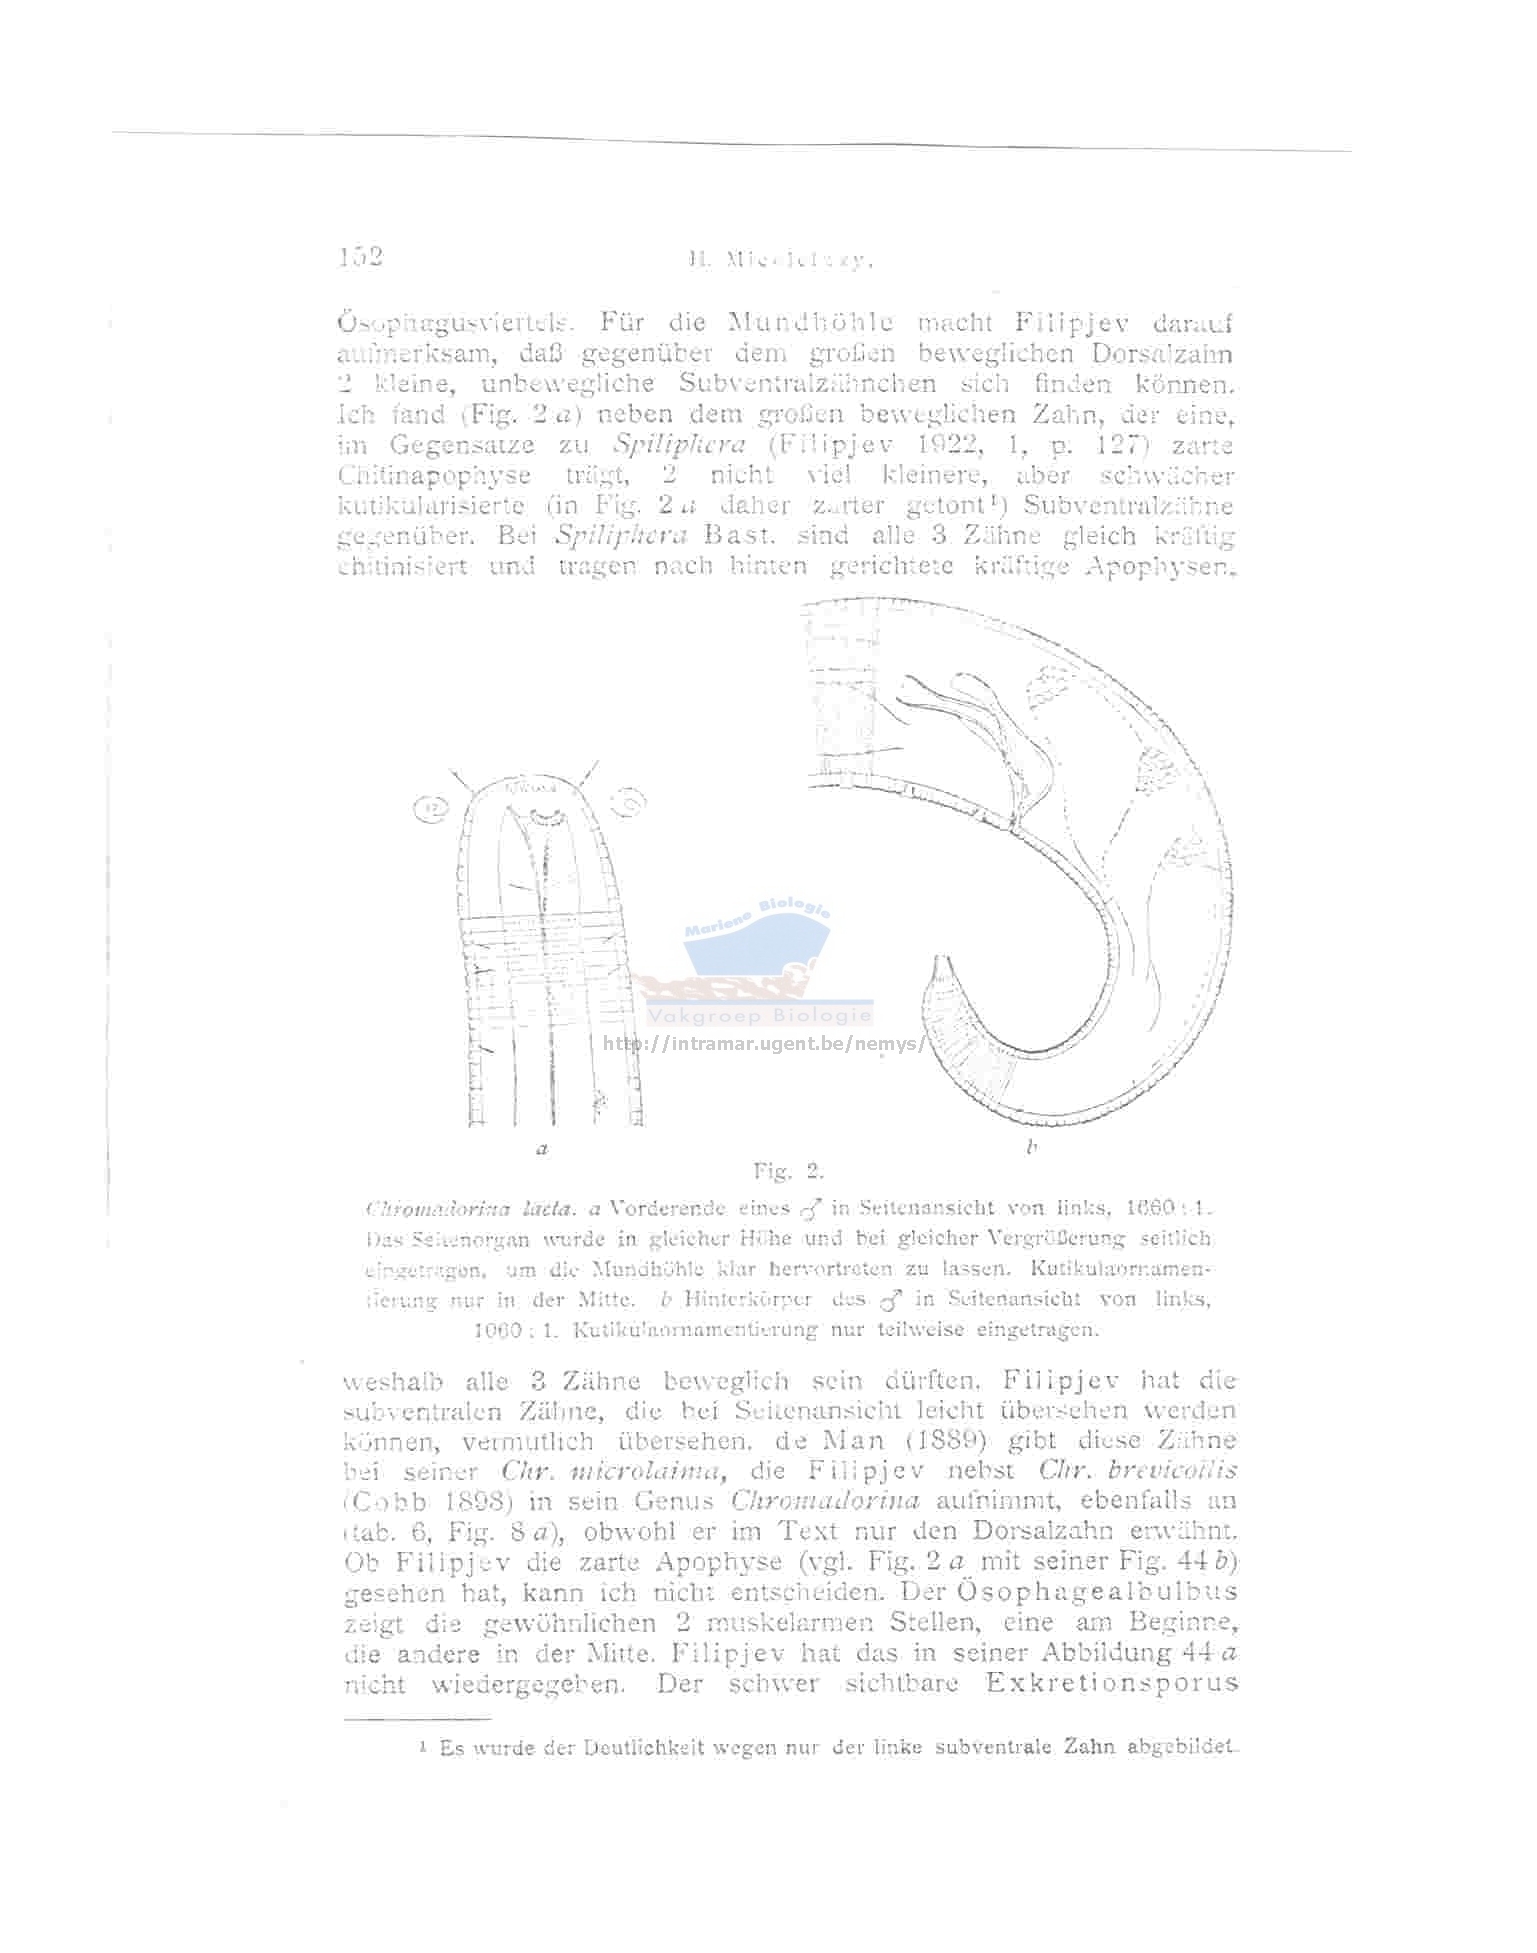 152 H. Micoletzky,
Ösophagusviertels. Für die Mundhöhle macht Filipjev darauf
aufmerksam, daß gegenüber dem großen beweglichen Dorsalzahn
2 kleine, unbewegliche Subventralzähnchen sich finden können.
Ich fand (Fig. 2 a) neben dem großen beweglichen Zahn, der eine,
im Gegensatze zu Spiliphera (Filipjev 1922, 1, p. 127) zarte
Chitinapophyse trägt, 2 nicht viel kleinere, aber schwächer
kutikularisierte (in Fig. 2 a daher zarter getont¹) Subventralzähne
gegenüber. Bei Spiliphera Bast. sind alle 3 Zähne gleich kräftig
chitinisiert und tragen nach hinten gerichtete kräftige Apophysen,
Marione Biologie
Vakgroep Biologie
http://intramar.ugent.be/nemys/
a b
Fig. 2.
Chromadorina laeta. a Vorderende eines ♂ in Seitenansicht von links, 1660 : 1.
Das Seitenorgan wurde in gleicher Höhe und bei gleicher Vergrößerung seitlich
eingetragen, um die Mundhöhle klar hervortreten zu lassen. Kutikulaornamen-
tierung nur in der Mitte. b Hinterkörper des ♂ in Seitenansicht von links,
1060 : 1. Kutikulaornamentierung nur teilweise eingetragen.
weshalb alle 3 Zähne beweglich sein dürften. Filipjev hat die
subventralen Zähne, die bei Seitenansicht leicht übersehen werden
können, vermutlich übersehen. de Man (1889) gibt diese Zähne
bei seiner Chr. microlaima, die Filipjev nebst Chr. brevicollis
(Cobb 1898) in sein Genus Chromadorina aufnimmt, ebenfalls an
(tab. 6, Fig. 8 a), obwohl er im Text nur den Dorsalzahn erwähnt.
Ob Filipjev die zarte Apophyse (vgl. Fig. 2 a mit seiner Fig. 44 b)
gesehen hat, kann ich nicht entscheiden. Der Ösophagealbulbus
zeigt die gewöhnlichen 2 muskelarmen Stellen, eine am Beginne,
die andere in der Mitte. Filipjev hat das in seiner Abbildung 44 a
nicht wiedergegeben. Der schwer sichtbare Exkretionsporus
¹ Es wurde der Deutlichkeit wegen nur der linke subventrale Zahn abgebildet.